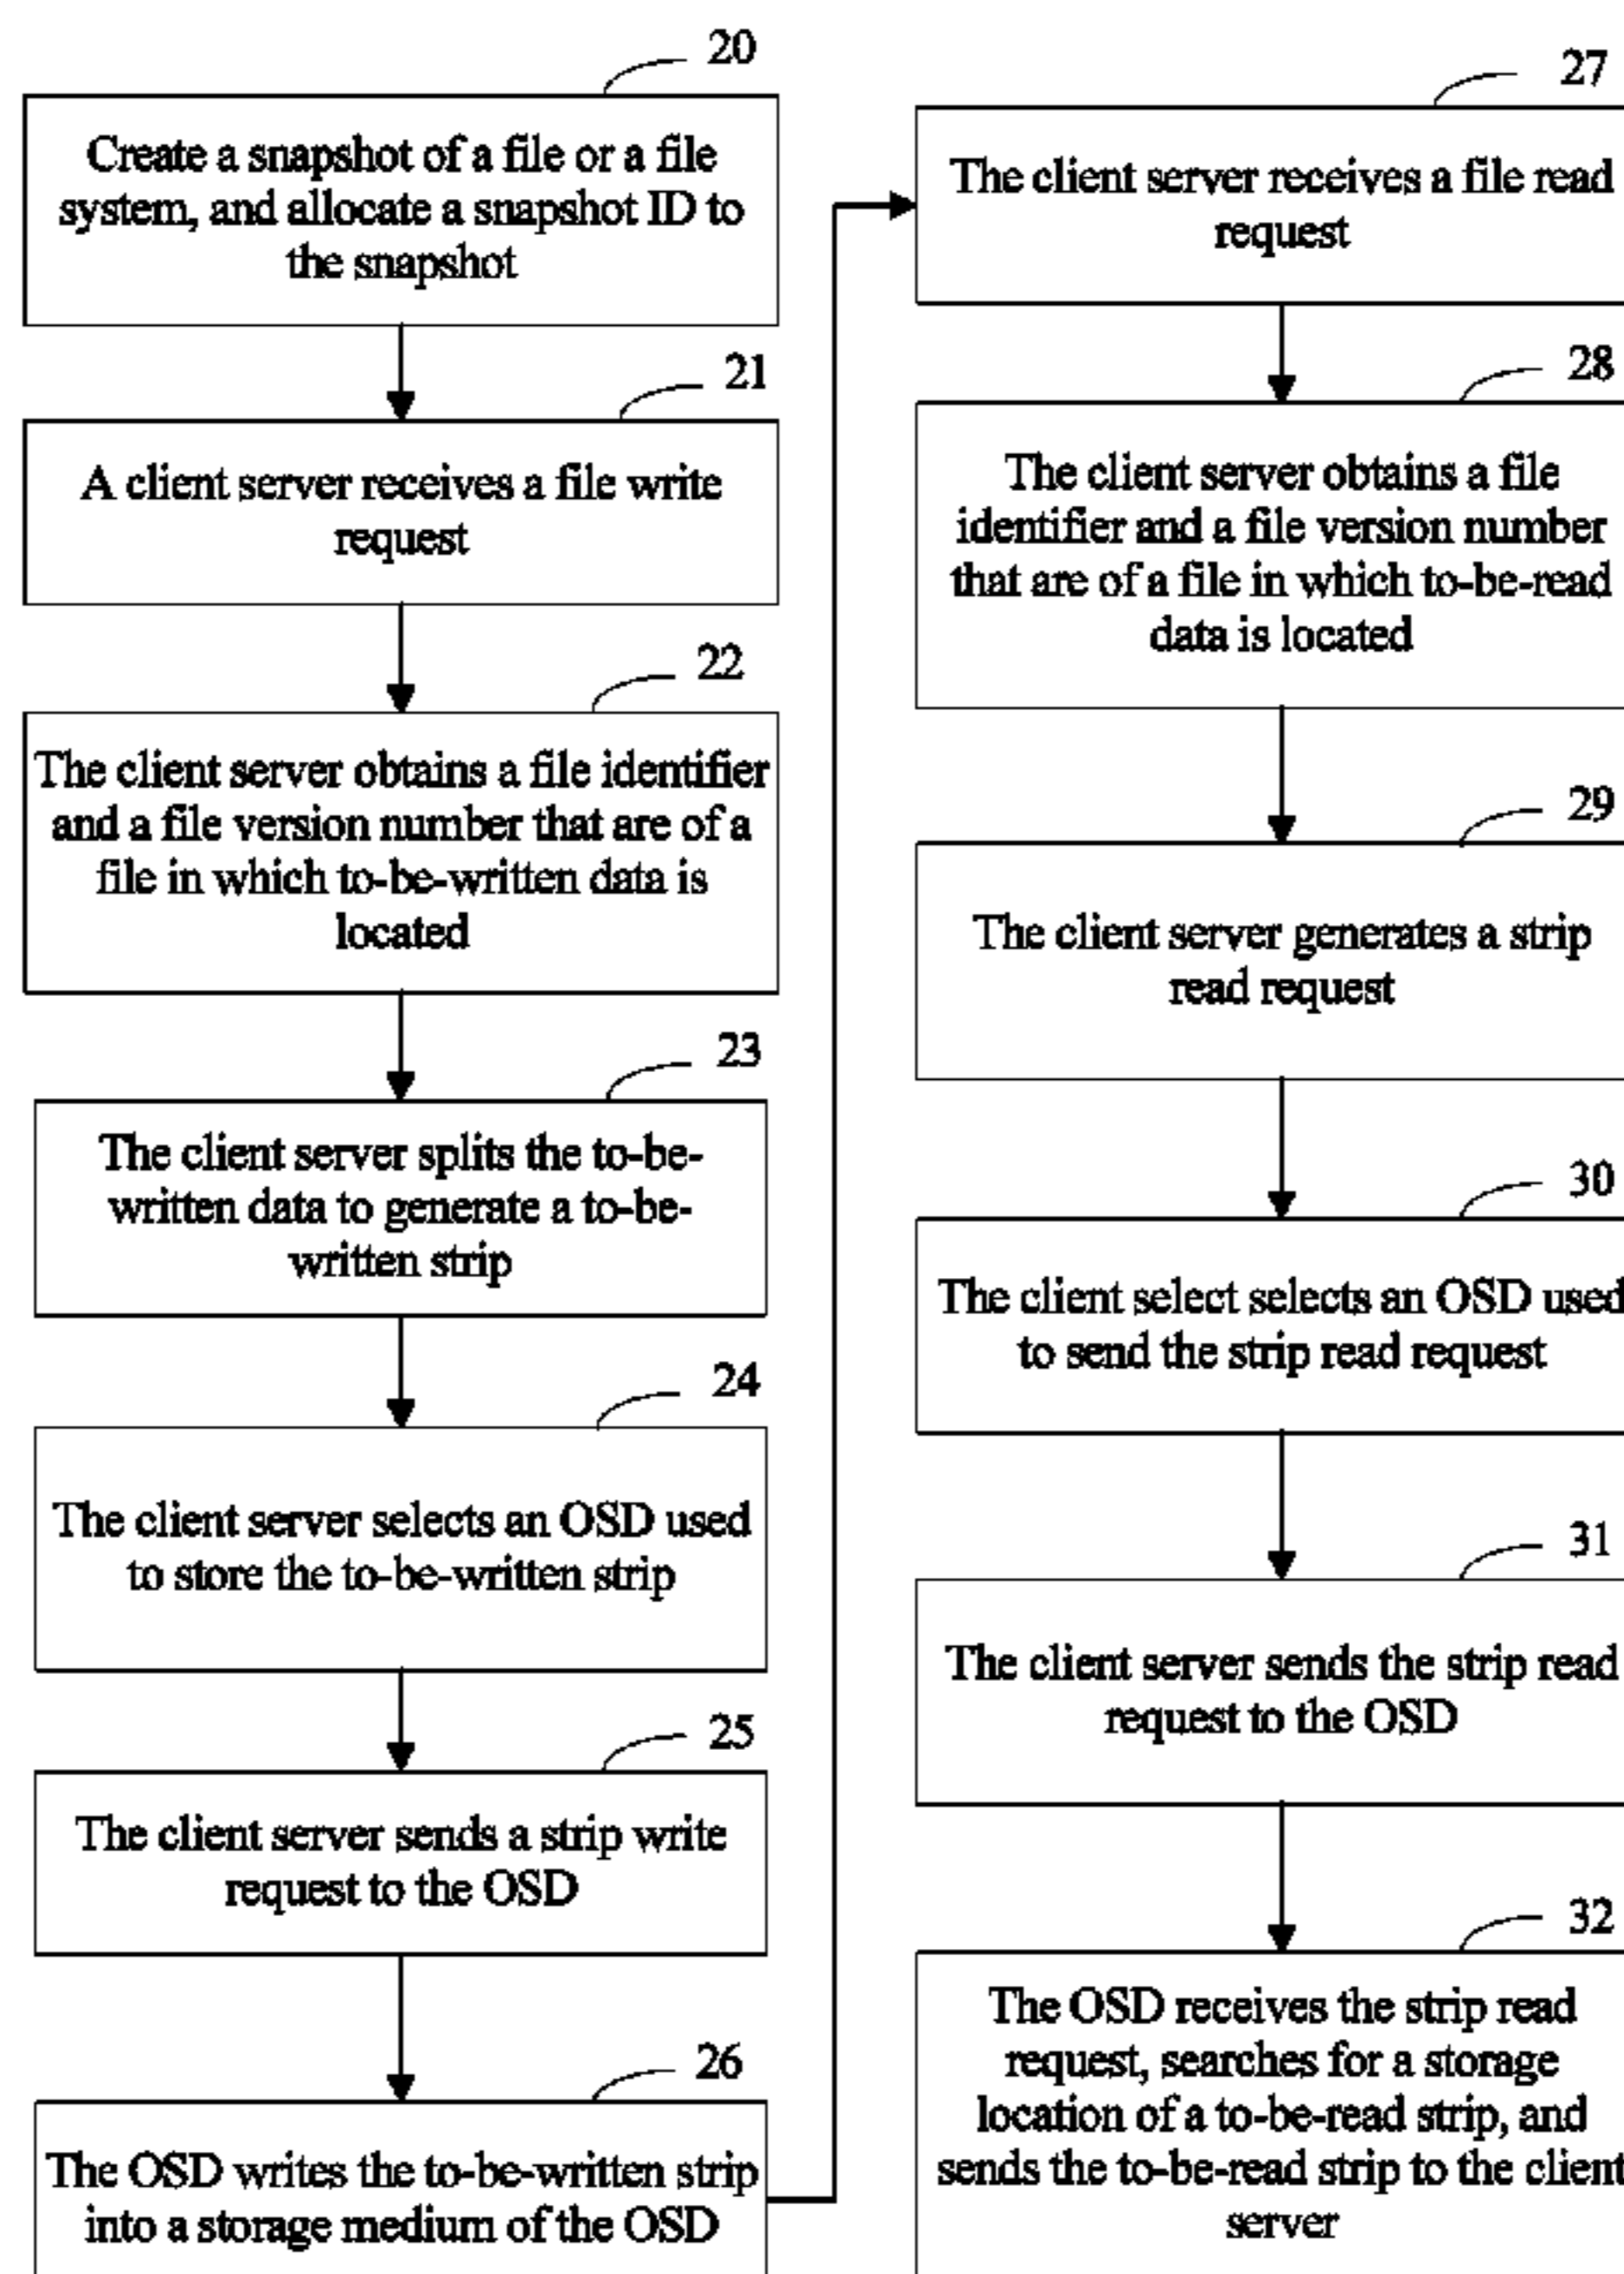 20
Create a snapshot of a file or a file
system, and allocate a snapshot ID to
the snapshot
21
A client server receives a file write
request
22
The client server obtains a file identifier
and a file version number that are of a
file in which to-be-written data is
located
23
The client server splits the to-be-
written data to generate a to-be-
written strip
24
The client server selects an OSD used
to store the to-be-written strip
25
The client server sends a strip write
request to the OSD
26
The OSD writes the to-be-written strip
into a storage medium of the OSD
27
The client server receives a file read
request
28
The client server obtains a file
identifier and a file version number
that are of a file in which to-be-read
data is located
29
The client server generates a strip
read request
30
The client select selects an OSD used
to send the strip read request
31
The client server sends the strip read
request to the OSD
32
The OSD receives the strip read
request, searches for a storage
location of a to-be-read strip, and
sends the to-be-read strip to the client
server